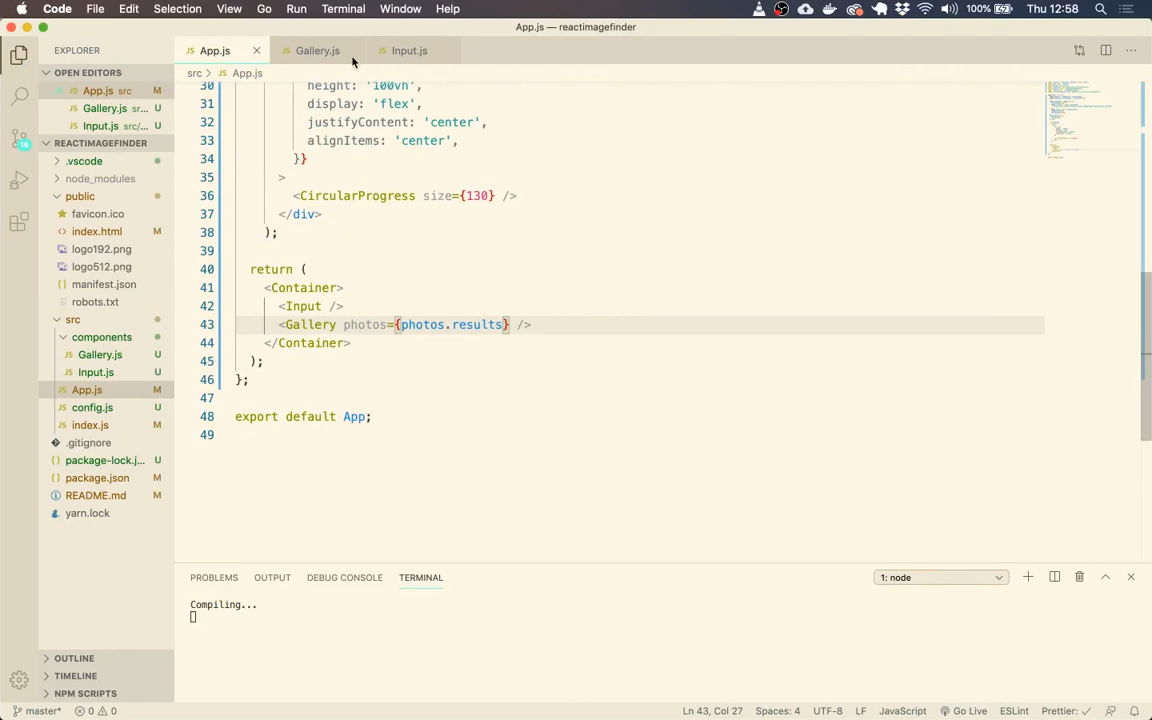 Code File Edit Selection View Go Run Terminal Window Help 100% Thu 12:58
App.js — reactimagefinder
EXPLORER
App.js Gallery.js Input.js
OPEN EDITORS
App.js src M
Gallery.js sr... U
Input.js src/... U
REACTIMAGEFINDER
.vscode
node_modules
public
favicon.ico
index.html M
logo192.png
logo512.png
manifest.json
robots.txt
src
components
Gallery.js U
Input.js U
App.js M
config.js U
index.js M
.gitignore
package-lock.j... U
package.json M
README.md M
yarn.lock
OUTLINE
TIMELINE
NPM SCRIPTS
src > App.js
30 height: '100vh',
31 display: 'flex',
32 justifyContent: 'center',
33 alignItems: 'center',
34 }}
35 >
36 <CircularProgress size={130} />
37 </div>
38 );
39
40 return (
41 <Container>
42 <Input />
43 <Gallery photos={photos.results} />
44 </Container>
45 );
46 };
47
48 export default App;
49
PROBLEMS OUTPUT DEBUG CONSOLE TERMINAL 1: node
Compiling...
master* 0 0 Ln 43, Col 27 Spaces: 4 UTF-8 LF JavaScript Go Live ESLint Prettier: ✓